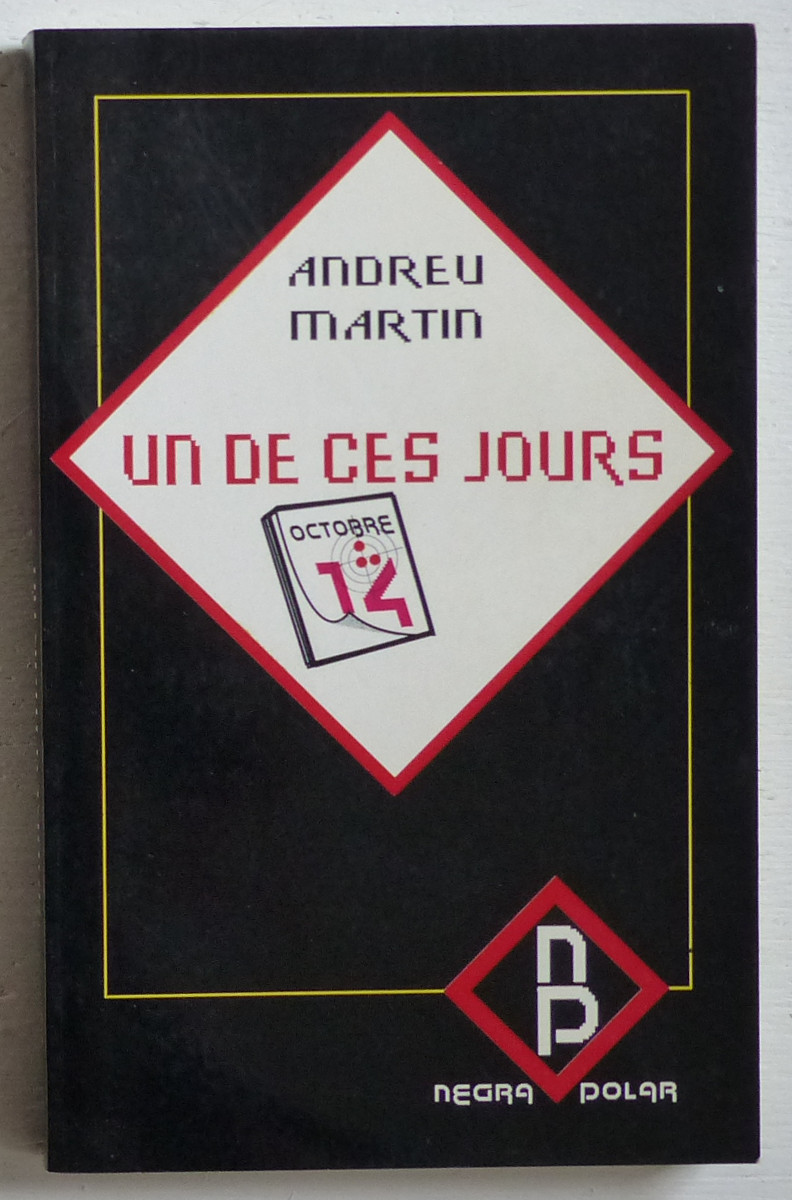 ANDREU
MARTIN
UN DE CES JOURS
OCTOBRE
14
nP
NEGRA POLAR